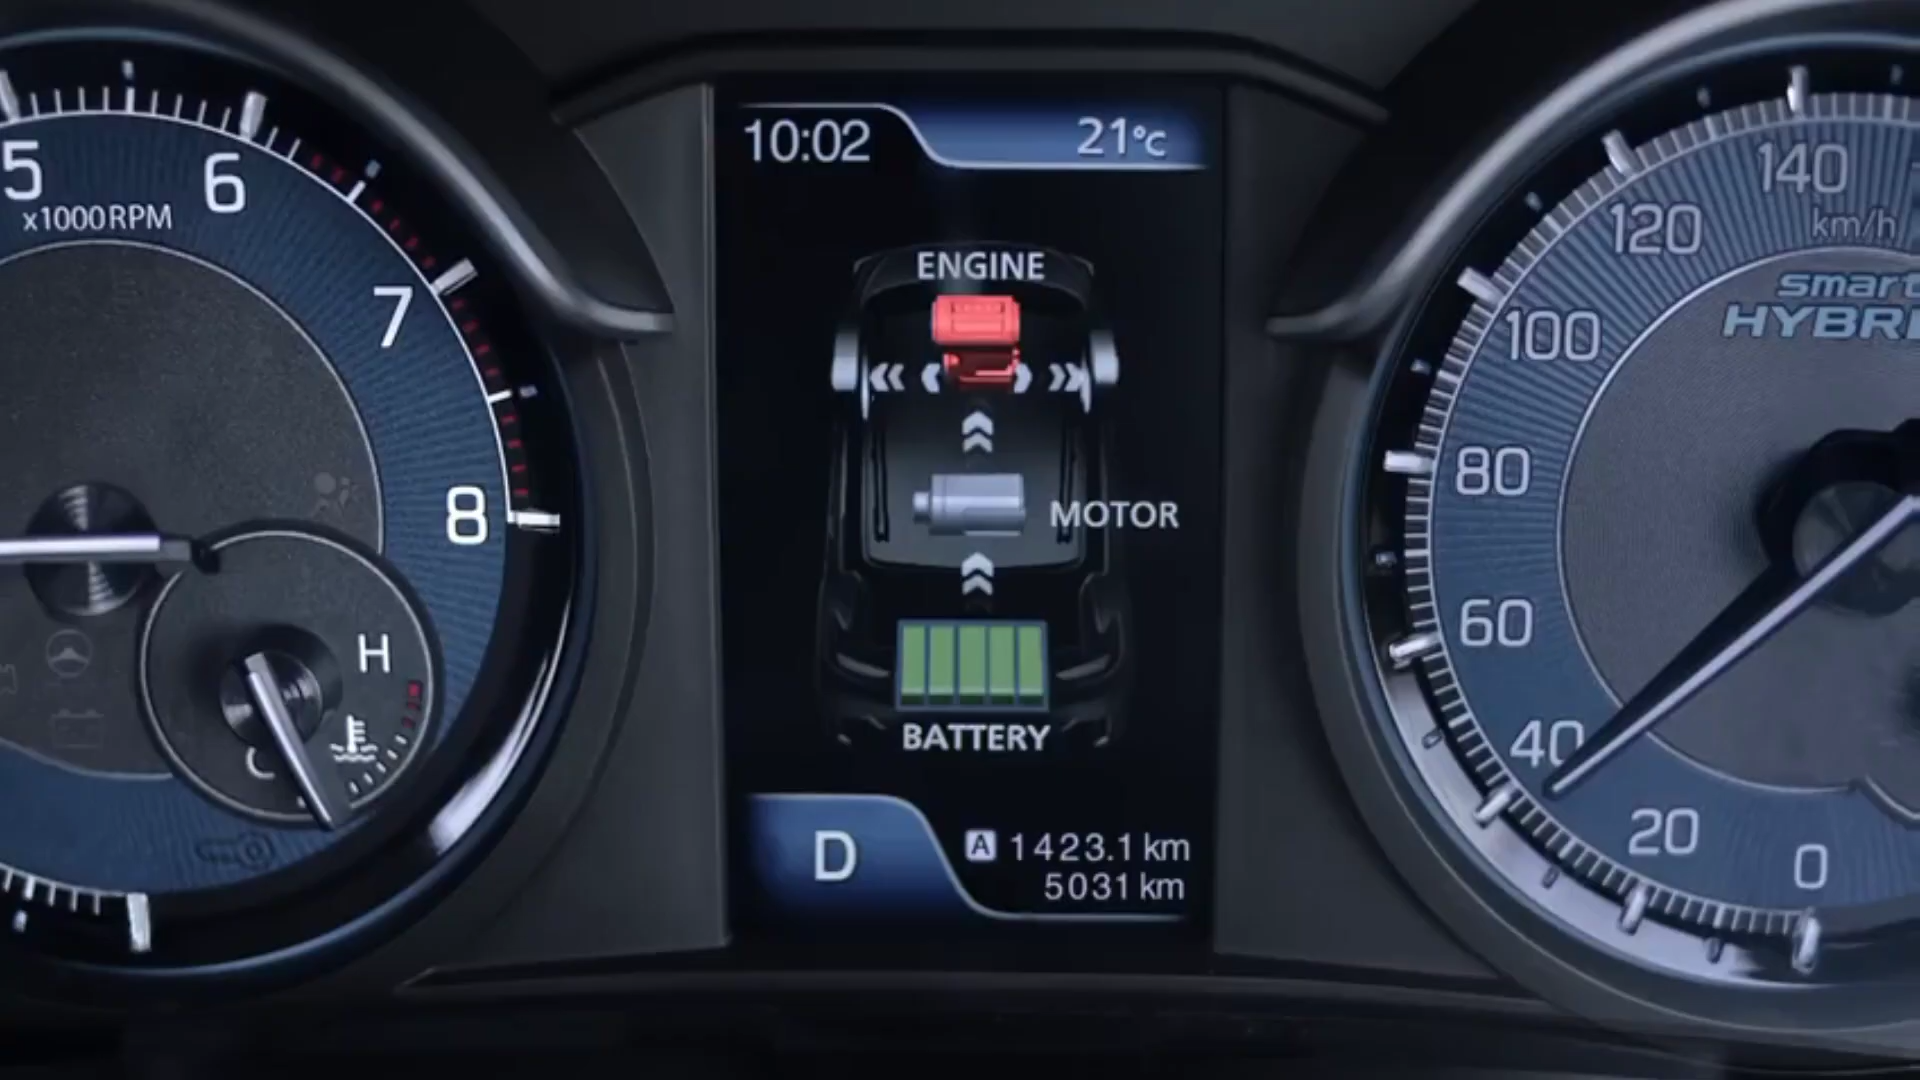 10:02
21°C
5
6
x1000RPM
7
8
H
C
ENGINE
MOTOR
BATTERY
D
A 1423.1 km
5031 km
140
km/h
smart
120
100
80
60
40
20
0